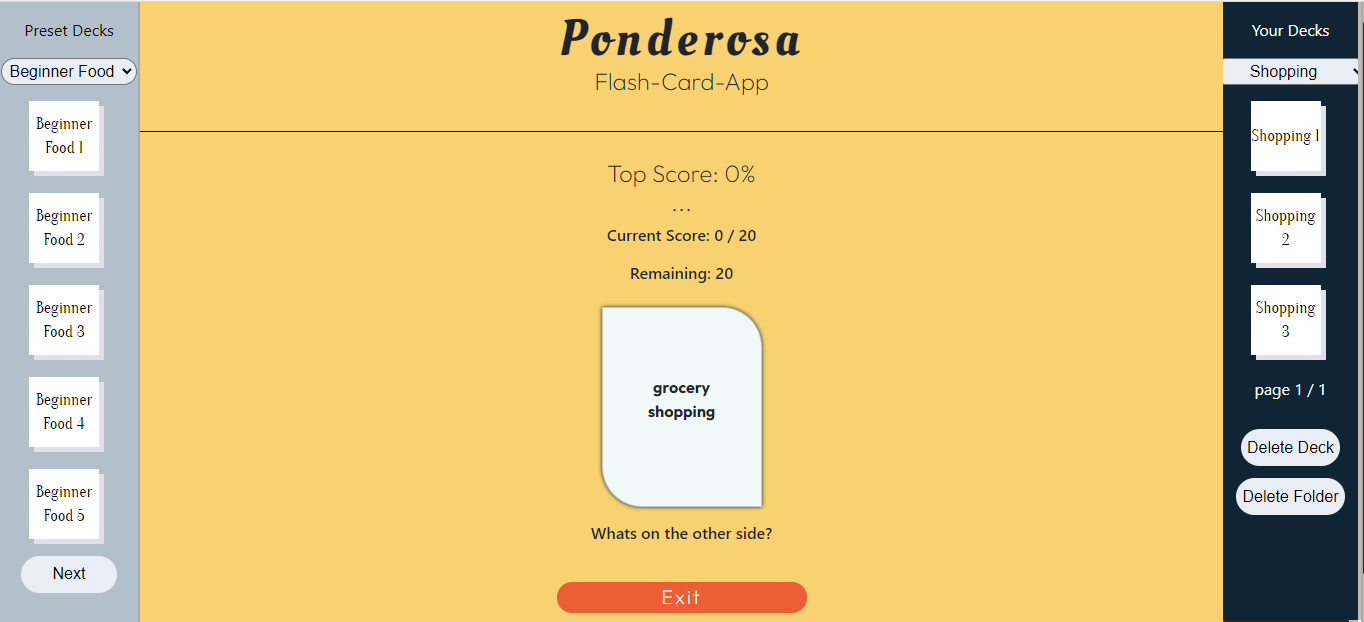 Preset Decks
Beginner Food
Beginner
Food 1
Beginner
Food 2
Beginner
Food 3
Beginner
Food 4
Beginner
Food 5
Next
Ponderosa
Flash-Card-App
Top Score: 0%
...
Current Score: 0 / 20
Remaining: 20
grocery
shopping
Whats on the other side?
Exit
Your Decks
Shopping
Shopping 1
Shopping
2
Shopping
3
page 1 / 1
Delete Deck
Delete Folder